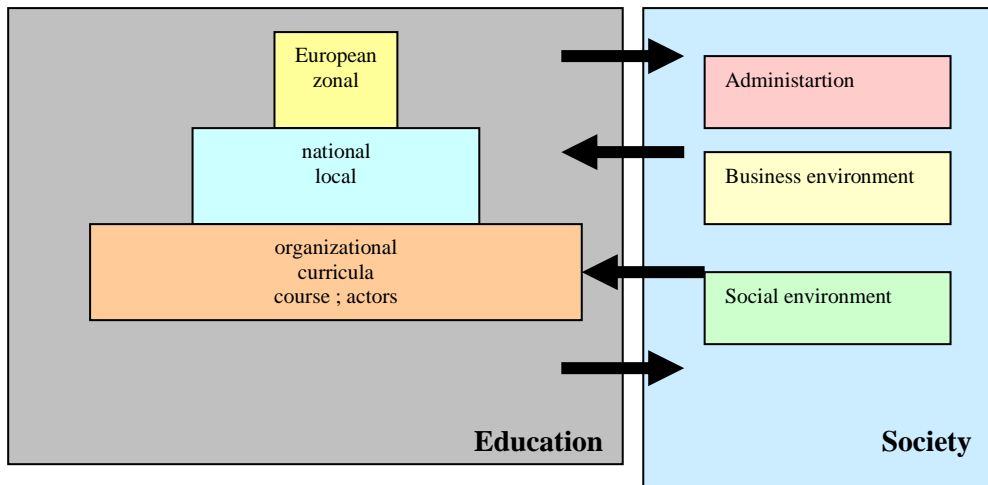 European
zonal
national
local
organizational
curricula
course ; actors
Education
Administartion
Business environment
Social environment
Society